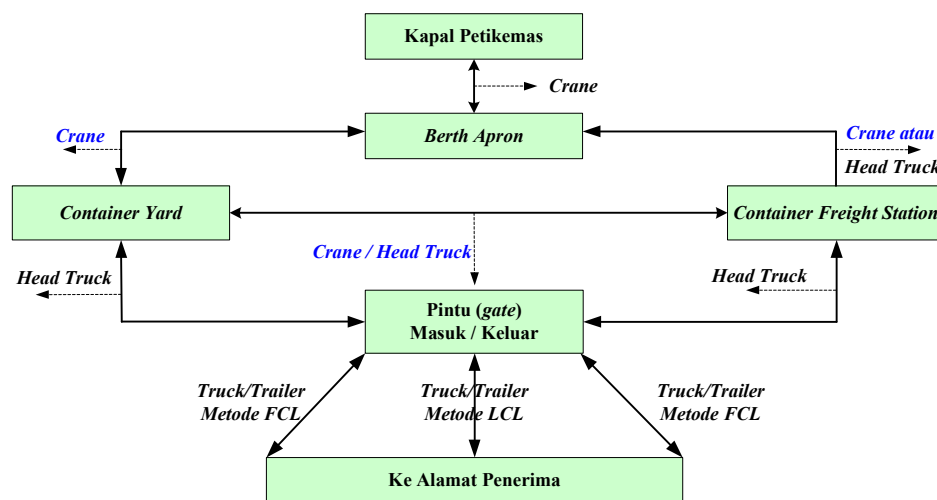 Kapal Petikemas
Crane
Berth Apron
Crane
Crane atau
Head Truck
Container Yard
Container Freight Station
Crane / Head Truck
Head Truck
Head Truck
Pintu (gate)
Masuk / Keluar
Truck/Trailer
Metode FCL
Truck/Trailer
Metode LCL
Truck/Trailer
Metode FCL
Ke Alamat Penerima